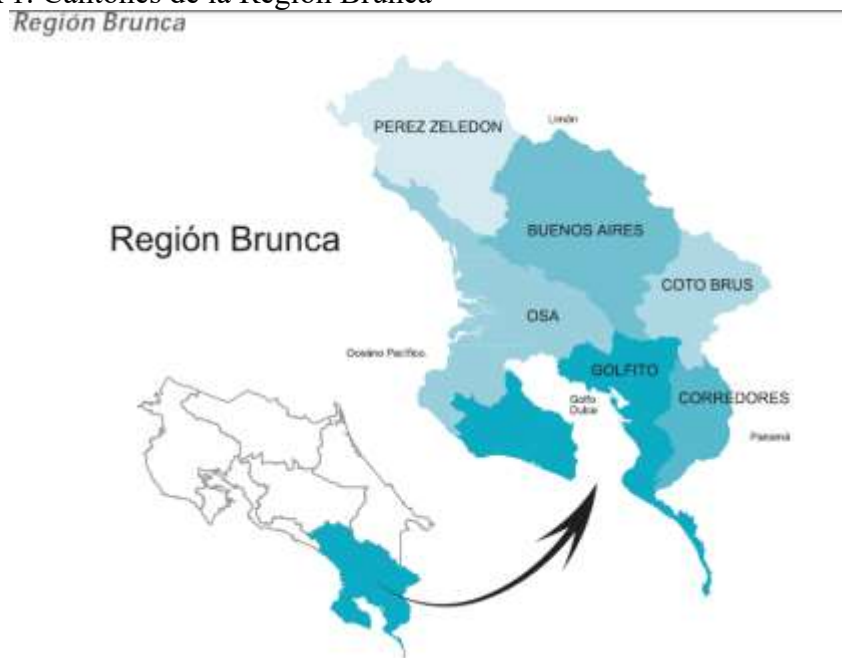 1. Cantones de la Región Brunca
Región Brunca
PEREZ ZELEDON
Limón
BUENOS AIRES
Región Brunca
COTO BRUS
OSA
Oceáno Pacífico.
GOLFITO
Golfo
Dulce
CORREDORES
Panamá